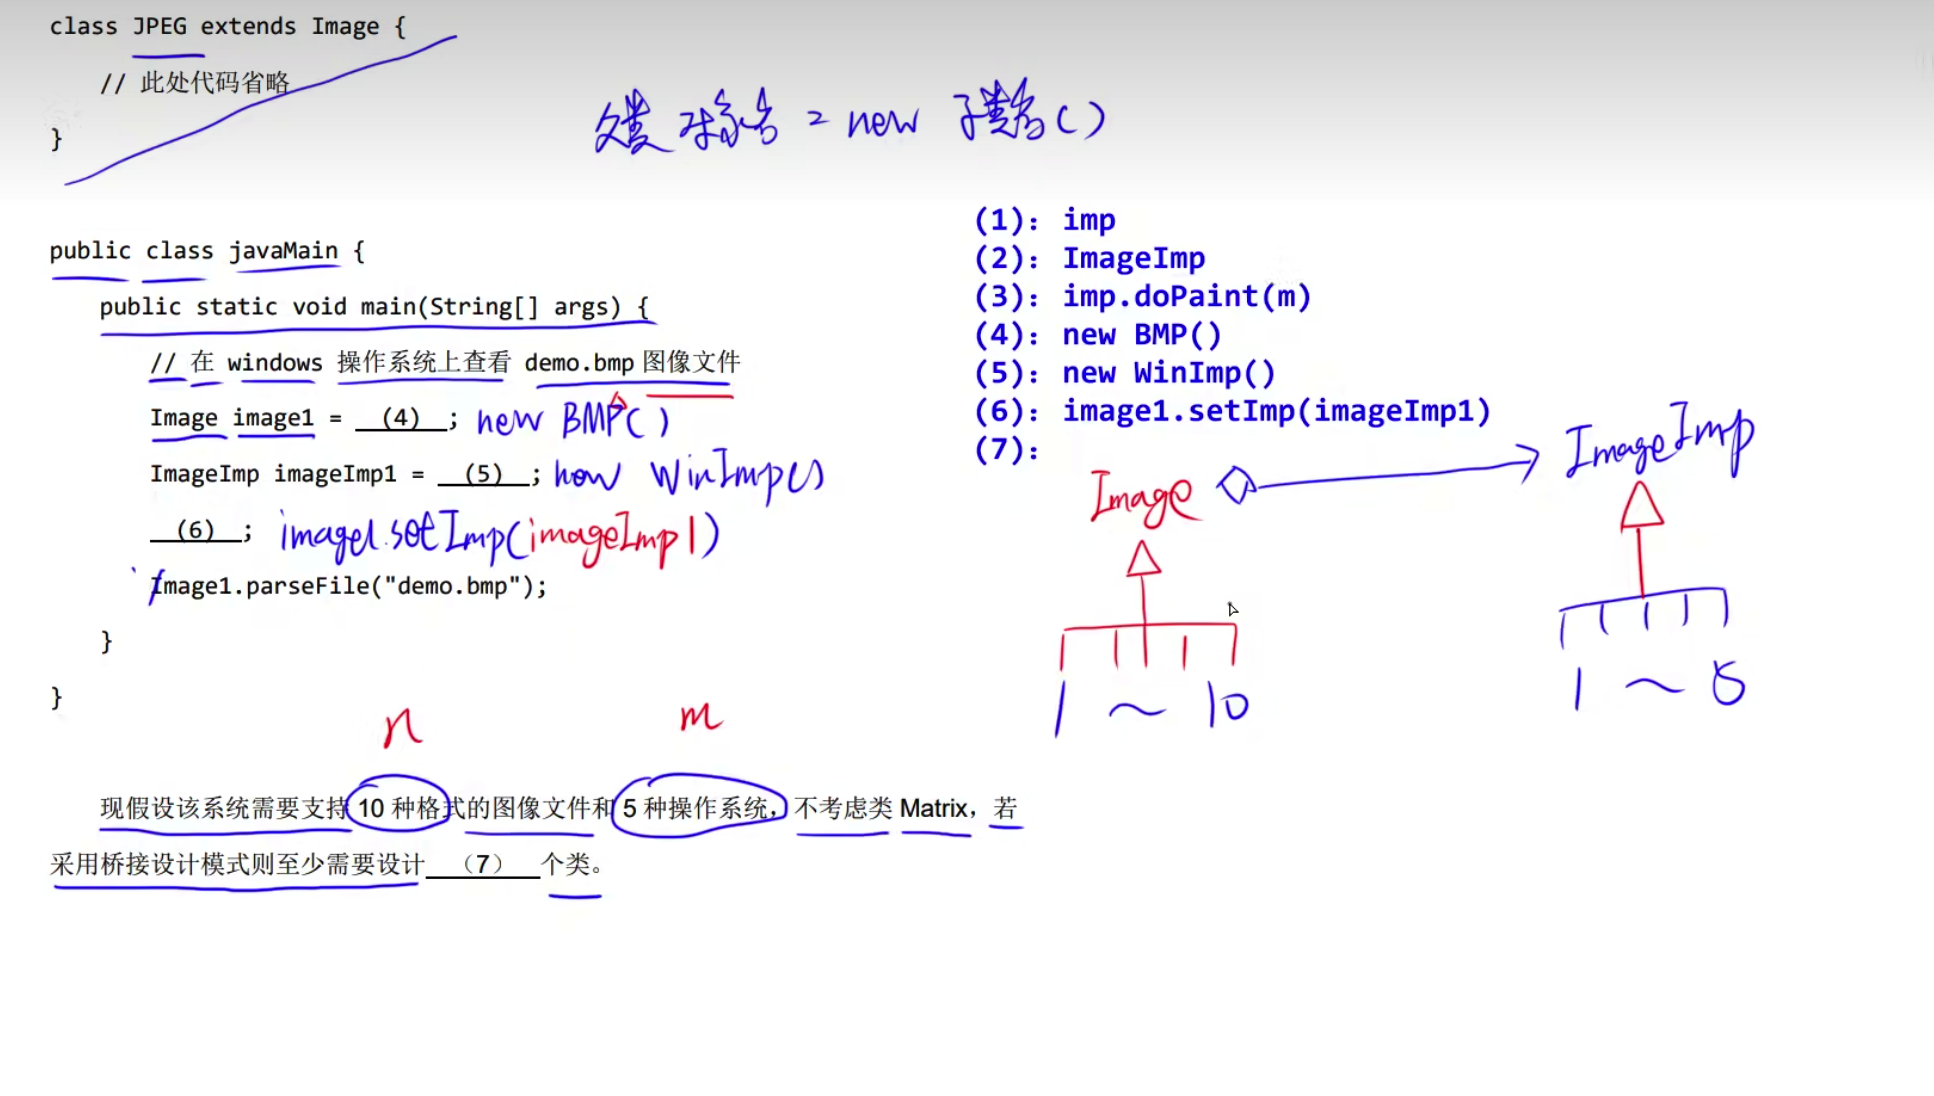 class JPEG extends Image {
// 此处代码省略
}
父类 对象名 = new 子类名()
public class javaMain {
public static void main(String[] args) {
// 在 windows 操作系统上查看 demo.bmp 图像文件
Image image1 = (4) ; new BMP()
ImageImp imageImp1 = (5) ; new WinImp()
(6) ; image1.setImp(imageImp1)
Image1.parseFile("demo.bmp");
}
}
(1): imp
(2): ImageImp
(3): imp.doPaint(m)
(4): new BMP()
(5): new WinImp()
(6): image1.setImp(imageImp1)
(7):
Image
ImageImp
1 ~ 10
1 ~ 5
n
m
现假设该系统需要支持 10 种格式的图像文件和 5 种操作系统，不考虑类 Matrix，若
采用桥接设计模式则至少需要设计 （7） 个类。